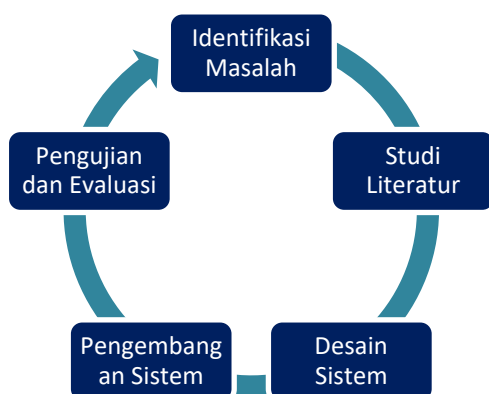 Identifikasi
Masalah
Studi
Literatur
Desain
Sistem
Pengembang
an Sistem
Pengujian
dan Evaluasi